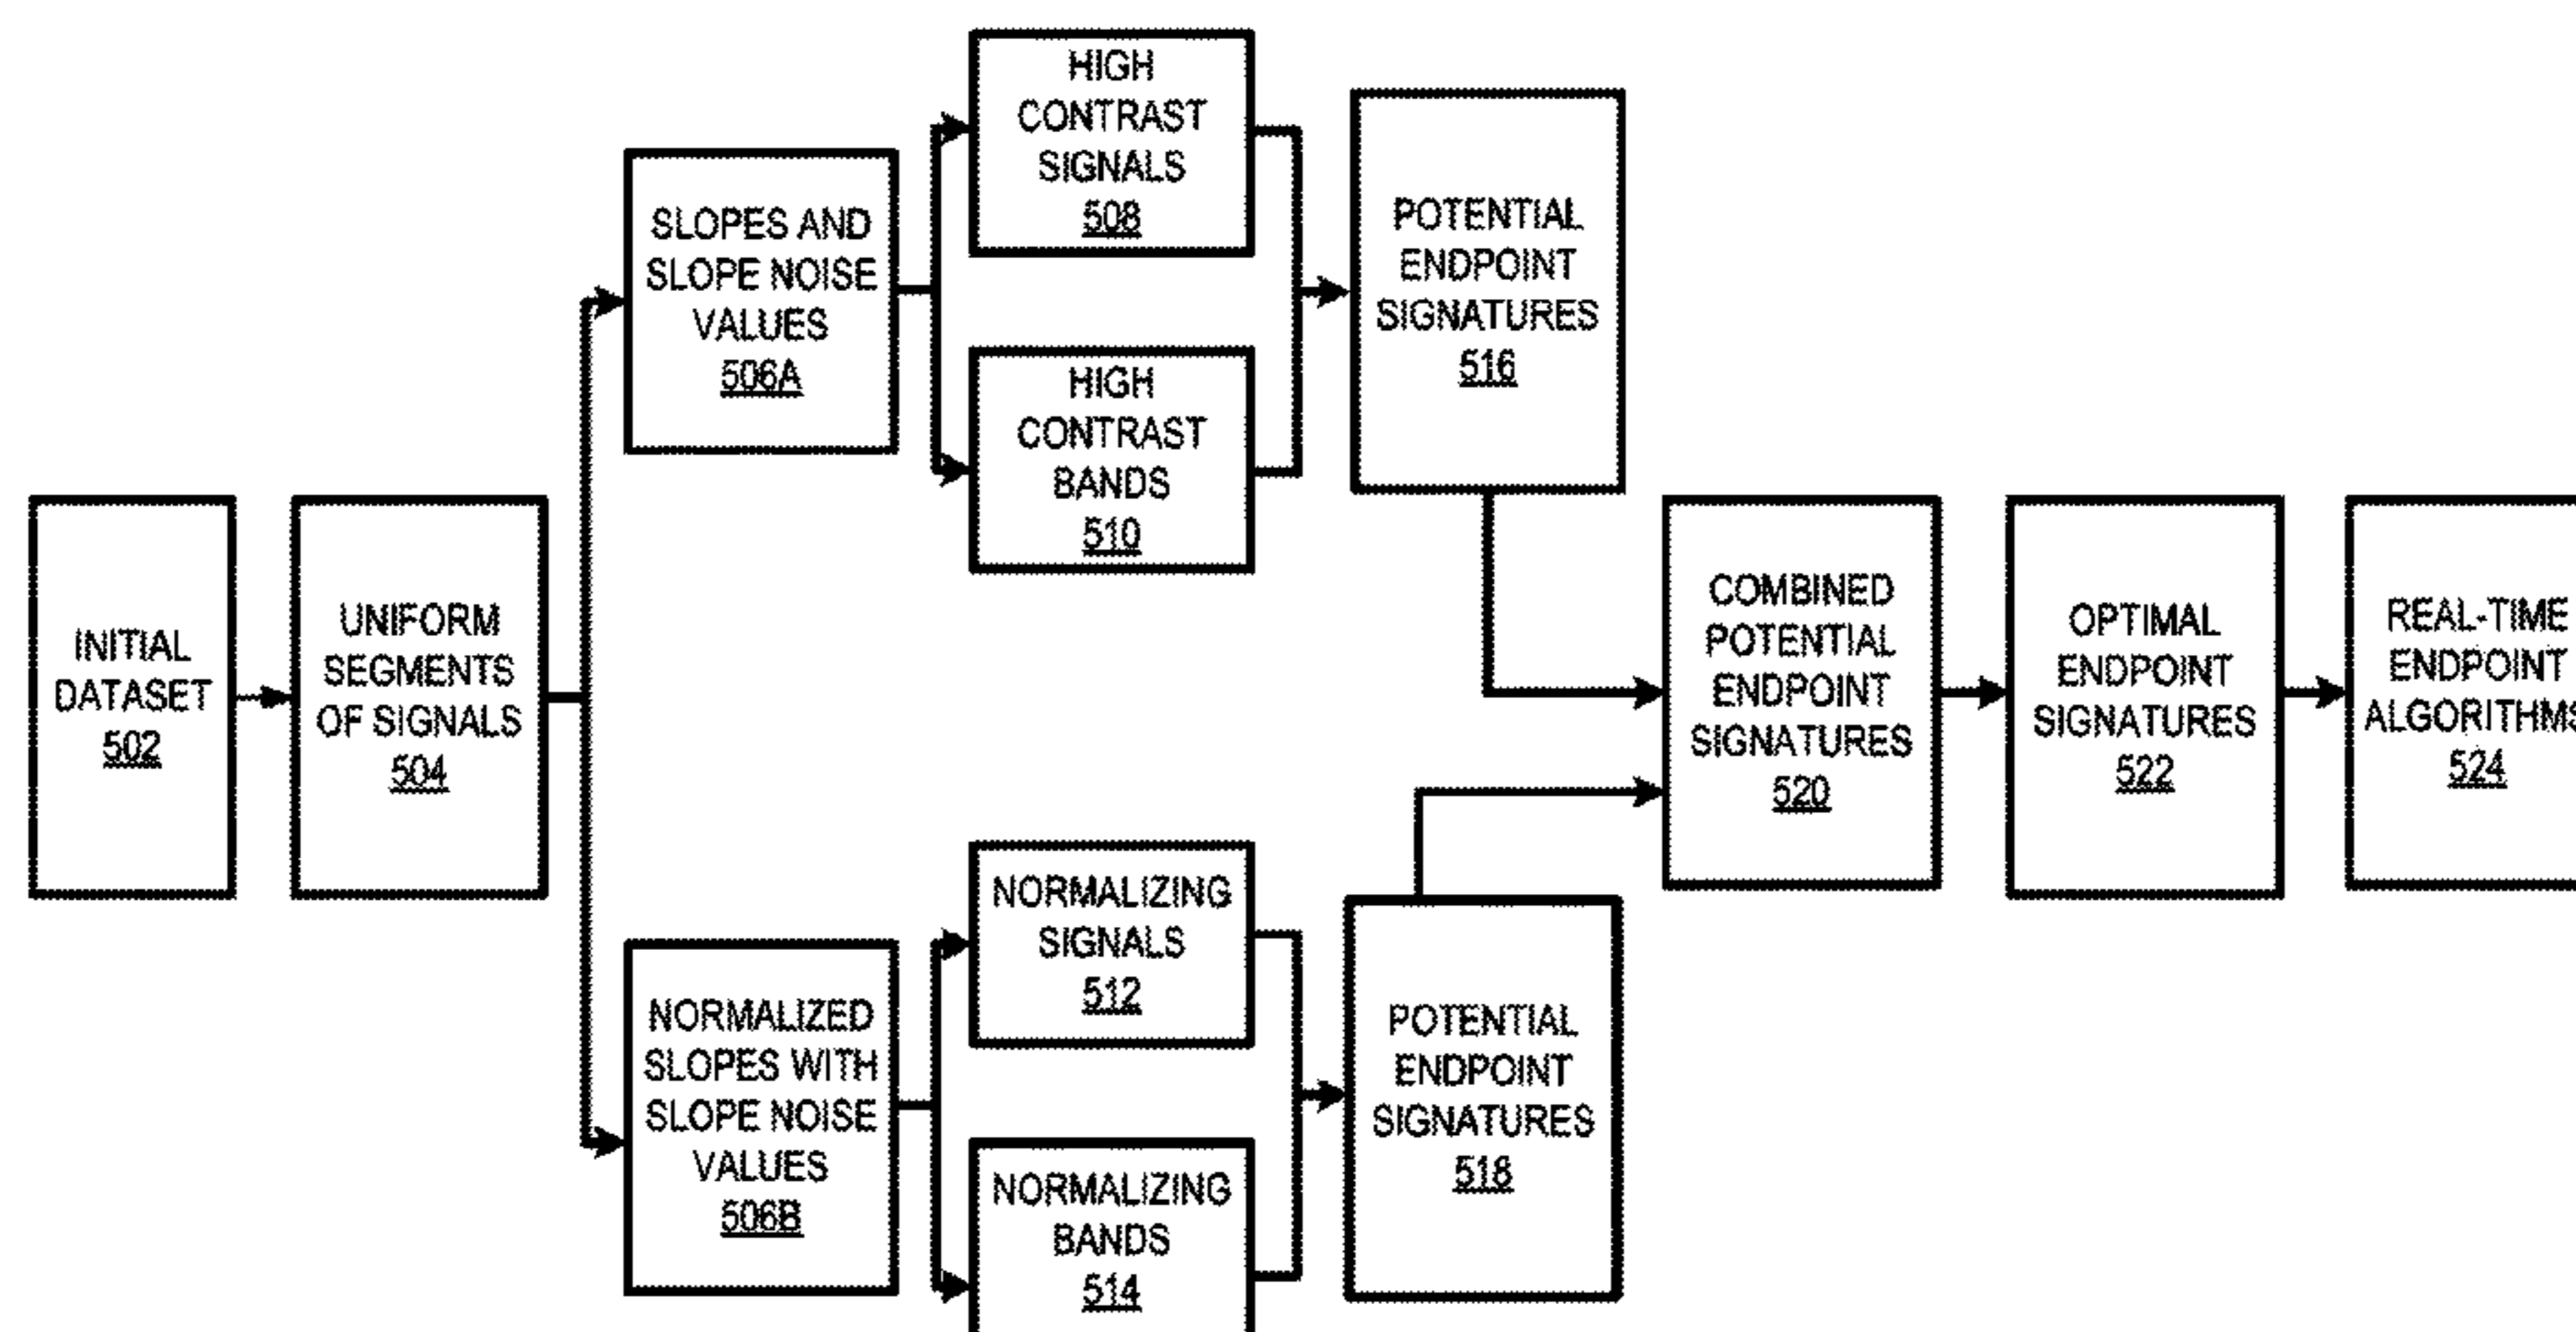 INITIAL
DATASET
502
UNIFORM
SEGMENTS
OF SIGNALS
504
SLOPES AND
SLOPE NOISE
VALUES
506A
HIGH
CONTRAST
SIGNALS
508
HIGH
CONTRAST
BANDS
510
POTENTIAL
ENDPOINT
SIGNATURES
516
NORMALIZED
SLOPES WITH
SLOPE NOISE
VALUES
506B
NORMALIZING
SIGNALS
512
NORMALIZING
BANDS
514
POTENTIAL
ENDPOINT
SIGNATURES
518
COMBINED
POTENTIAL
ENDPOINT
SIGNATURES
520
OPTIMAL
ENDPOINT
SIGNATURES
522
REAL-TIME
ENDPOINT
ALGORITHMS
524